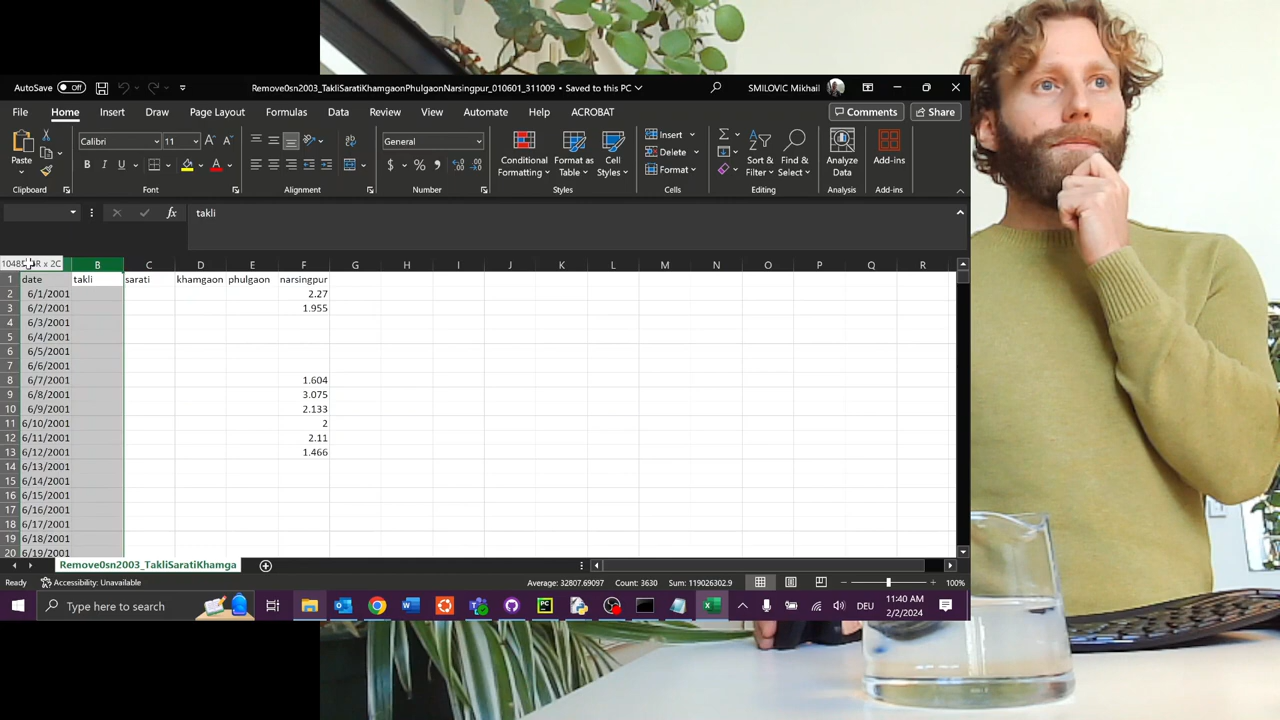 AutoSave Off
Remove0sn2003_TakliSaratiKhamgaonPhulgaonNarsingpur_010601_311009 - Saved to this PC
SMILOVIC Mikhail
File Home Insert Draw Page Layout Formulas Data Review View Automate Help ACROBAT
Comments Share
Paste
Calibri 11
General
Conditional Formatting
Format as Table
Cell Styles
Insert
Delete
Format
Sort & Filter
Find & Select
Analyze Data
Add-ins
Clipboard Font Alignment Number Styles Cells Editing Analysis Add-ins
takli
B C D E F G H I J K L M N O P Q R
1 date takli sarati khamgaon phulgaon narsingpur
2 6/1/2001 2.27
3 6/2/2001 1.955
4 6/3/2001
5 6/4/2001
6 6/5/2001
7 6/6/2001
8 6/7/2001 1.604
9 6/8/2001 3.075
10 6/9/2001 2.133
11 6/10/2001 2
12 6/11/2001 2.11
13 6/12/2001 1.466
14 6/13/2001
15 6/14/2001
16 6/15/2001
17 6/16/2001
18 6/17/2001
19 6/18/2001
20 6/19/2001
Remove0sn2003_TakliSaratiKhamga
Ready Accessibility: Unavailable Average: 32807.69097 Count: 3630 Sum: 119026302.9 100%
Type here to search
DEU
11:40 AM
2/2/2024